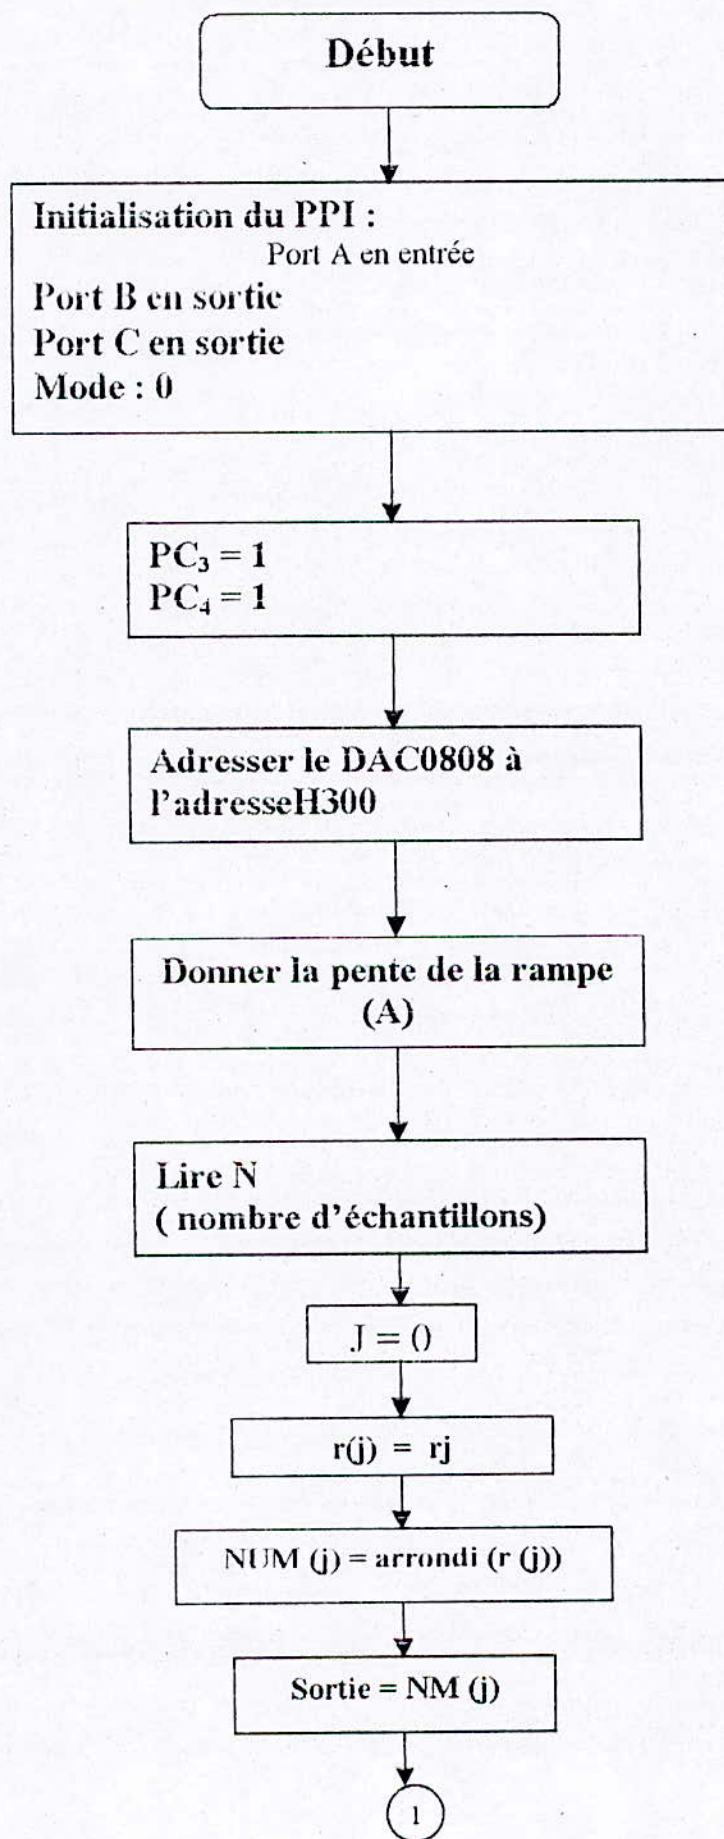 Début
Initialisation du PPI :
Port A en entrée
Port B en sortie
Port C en sortie
Mode : 0
PC₃ = 1
PC₄ = 1
Adresser le DAC0808 à
l'adresseH300
Donner la pente de la rampe
(A)
Lire N
( nombre d'échantillons)
J = 0
r(j) = rj
NUM (j) = arrondi (r (j))
Sortie = NM (j)
1